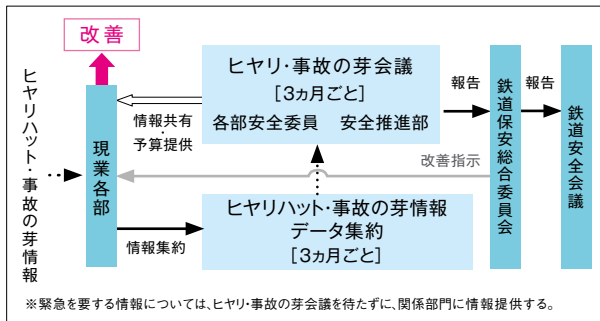 改善
ヒヤリハット・事故の芽情報
現業各部
情報共有
・
予算提供
ヒヤリ・事故の芽会議
［3ヵ月ごと］
各部安全委員　安全推進部
報告
鉄道保安総合委員会
報告
鉄道安全会議
改善指示
情報集約
ヒヤリハット・事故の芽情報
データ集約
［3ヵ月ごと］
※緊急を要する情報については、ヒヤリ・事故の芽会議を待たずに、関係部門に情報提供する。